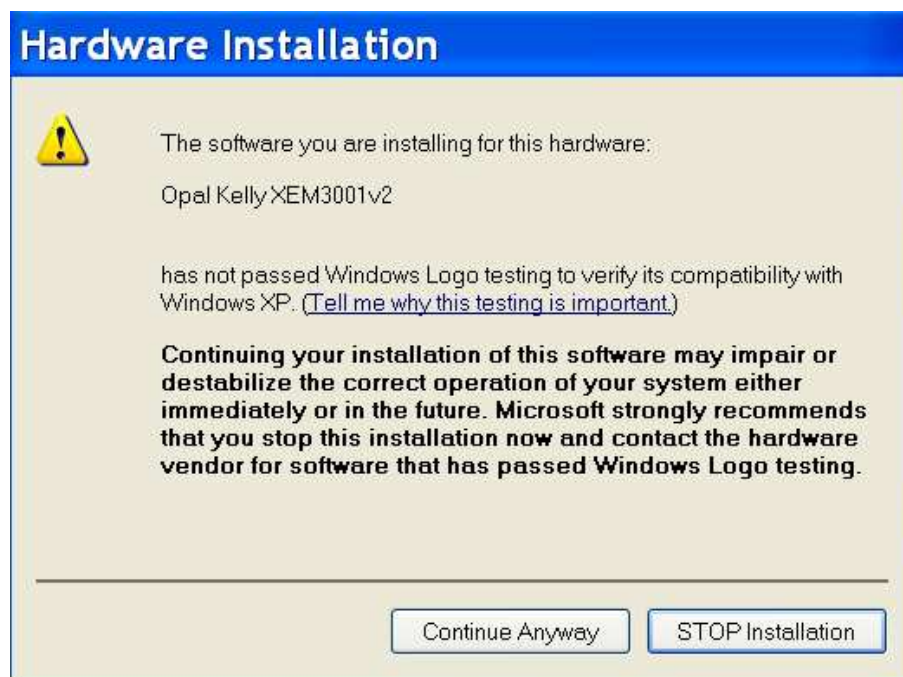 Hardware Installation
The software you are installing for this hardware:
Opal Kelly XEM3001v2
has not passed Windows Logo testing to verify its compatibility with
Windows XP. (Tell me why this testing is important.)
Continuing your installation of this software may impair or
destabilize the correct operation of your system either
immediately or in the future. Microsoft strongly recommends
that you stop this installation now and contact the hardware
vendor for software that has passed Windows Logo testing.
Continue Anyway
STOP Installation